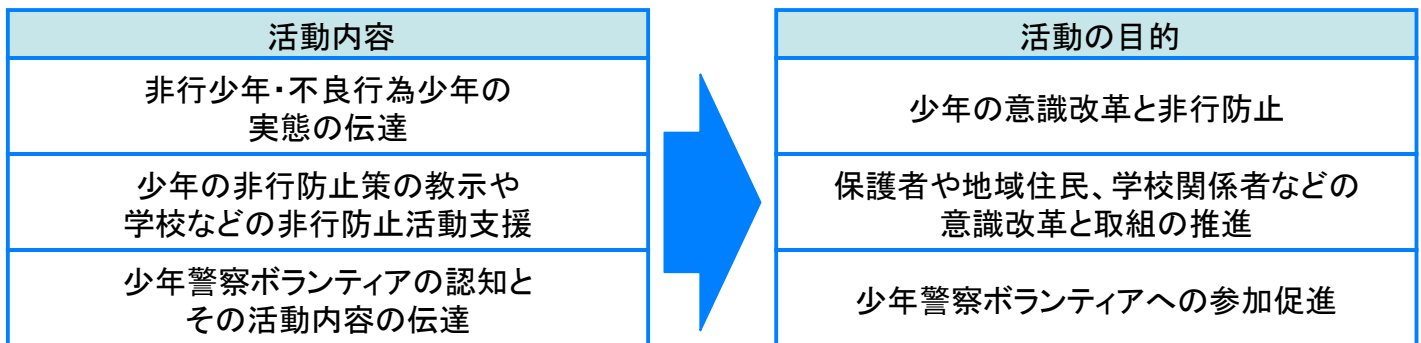 活動内容
非行少年・不良行為少年の
実態の伝達
少年の非行防止策の教示や
学校などの非行防止活動支援
少年警察ボランティアの認知と
その活動内容の伝達
活動の目的
少年の意識改革と非行防止
保護者や地域住民、学校関係者などの
意識改革と取組の推進
少年警察ボランティアへの参加促進